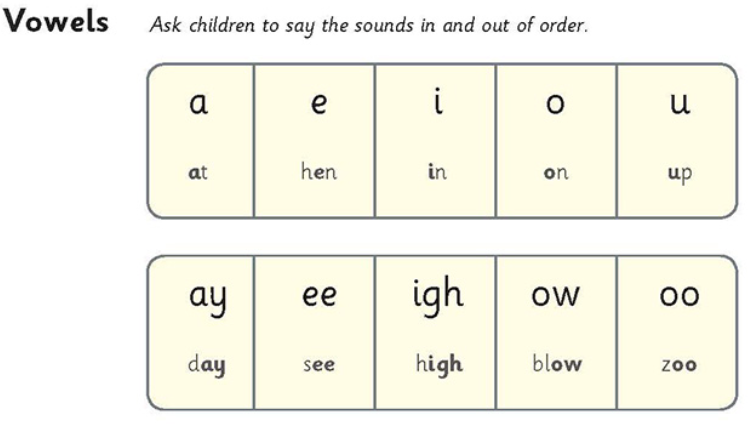 Vowels Ask children to say the sounds in and out of order.
a e i o u
at hen in on up
ay ee igh ow oo
day see high blow zoo